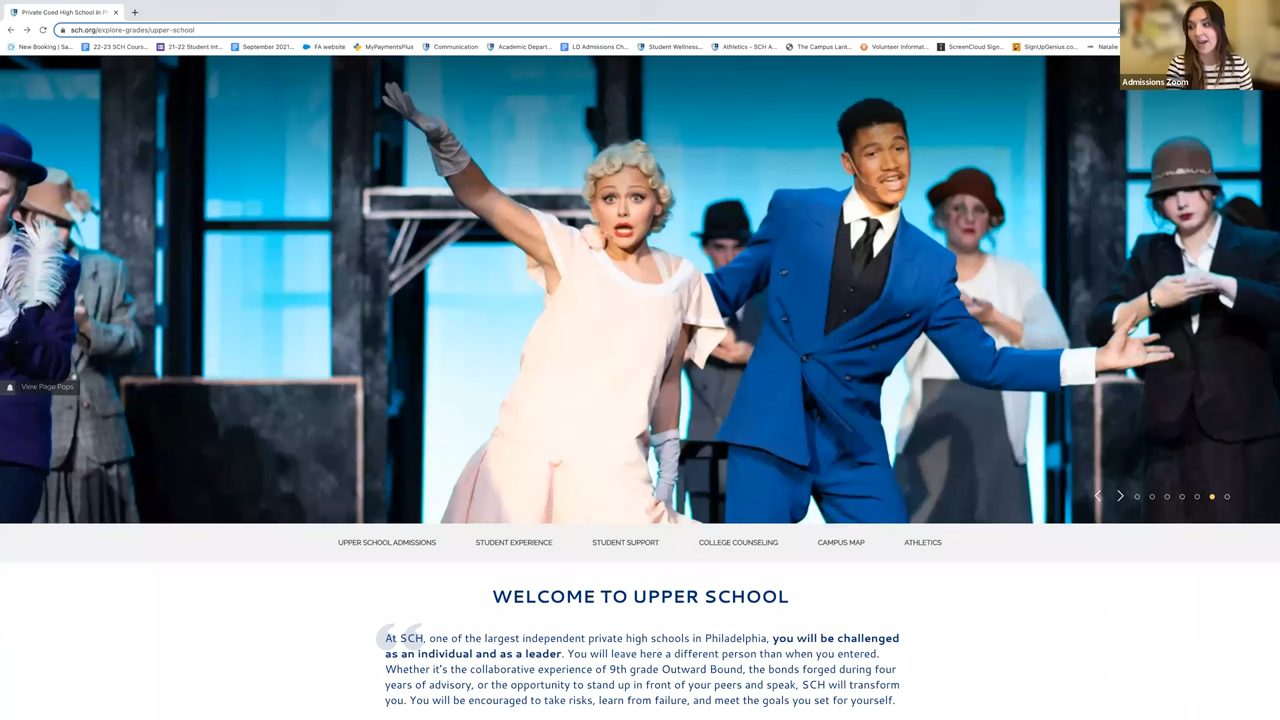 Private Coed High School in P
sch.org/explore-grades/upper-school
New Booking | Sa...
22-23 SCH Cours...
21-22 Student Int...
September 2021...
FA website
MyPaymentsPlus
Communication
Academic Depart...
LD Admissions Ch...
Student Wellness...
Athletics - SCH A...
The Campus Lant...
Volunteer Informat...
ScreenCloud Sign...
SignUpGenius.co...
Natalie
Admissions Zoom
View Page Pops
UPPER SCHOOL ADMISSIONS
STUDENT EXPERIENCE
STUDENT SUPPORT
COLLEGE COUNSELING
CAMPUS MAP
ATHLETICS
WELCOME TO UPPER SCHOOL
At SCH, one of the largest independent private high schools in Philadelphia, you will be challenged
as an individual and as a leader. You will leave here a different person than when you entered.
Whether it's the collaborative experience of 9th grade Outward Bound, the bonds forged during four
years of advisory, or the opportunity to stand up in front of your peers and speak, SCH will transform
you. You will be encouraged to take risks, learn from failure, and meet the goals you set for yourself.